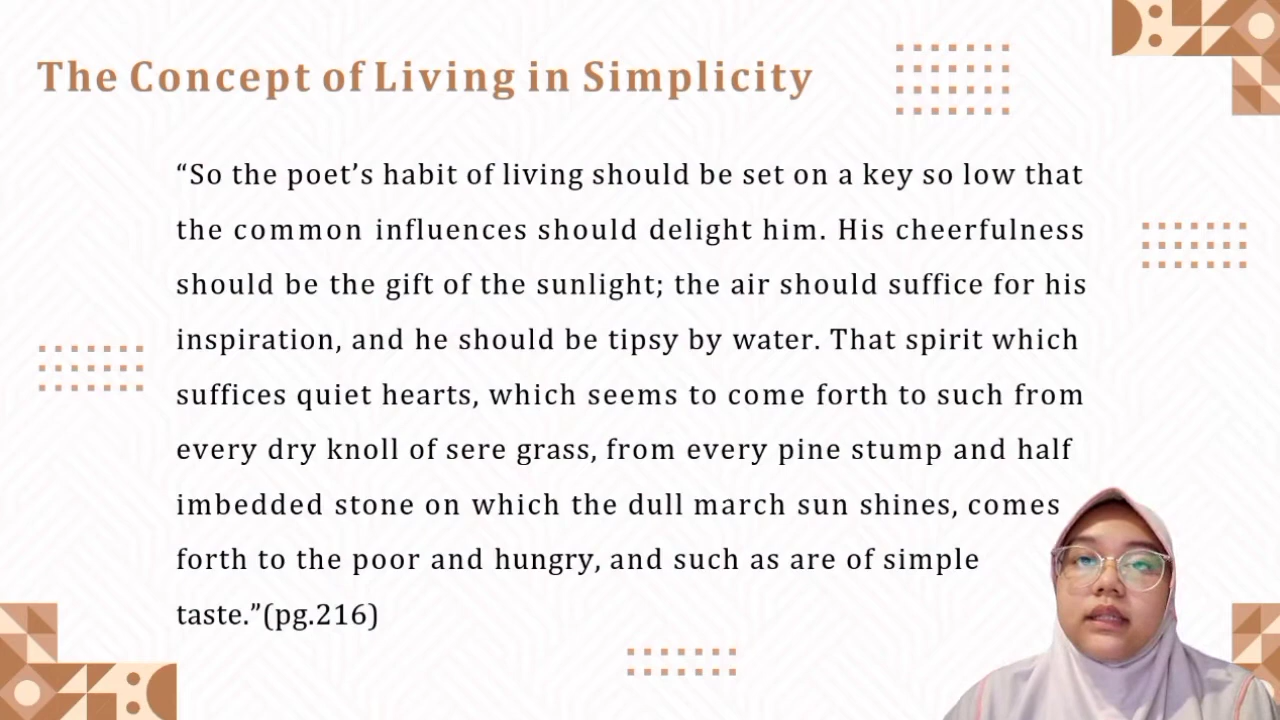 The Concept of Living in Simplicity
“So the poet’s habit of living should be set on a key so low that
the common influences should delight him. His cheerfulness
should be the gift of the sunlight; the air should suffice for his
inspiration, and he should be tipsy by water. That spirit which
suffices quiet hearts, which seems to come forth to such from
every dry knoll of sere grass, from every pine stump and half
imbedded stone on which the dull march sun shines, comes
forth to the poor and hungry, and such as are of simple
taste.”(pg.216)